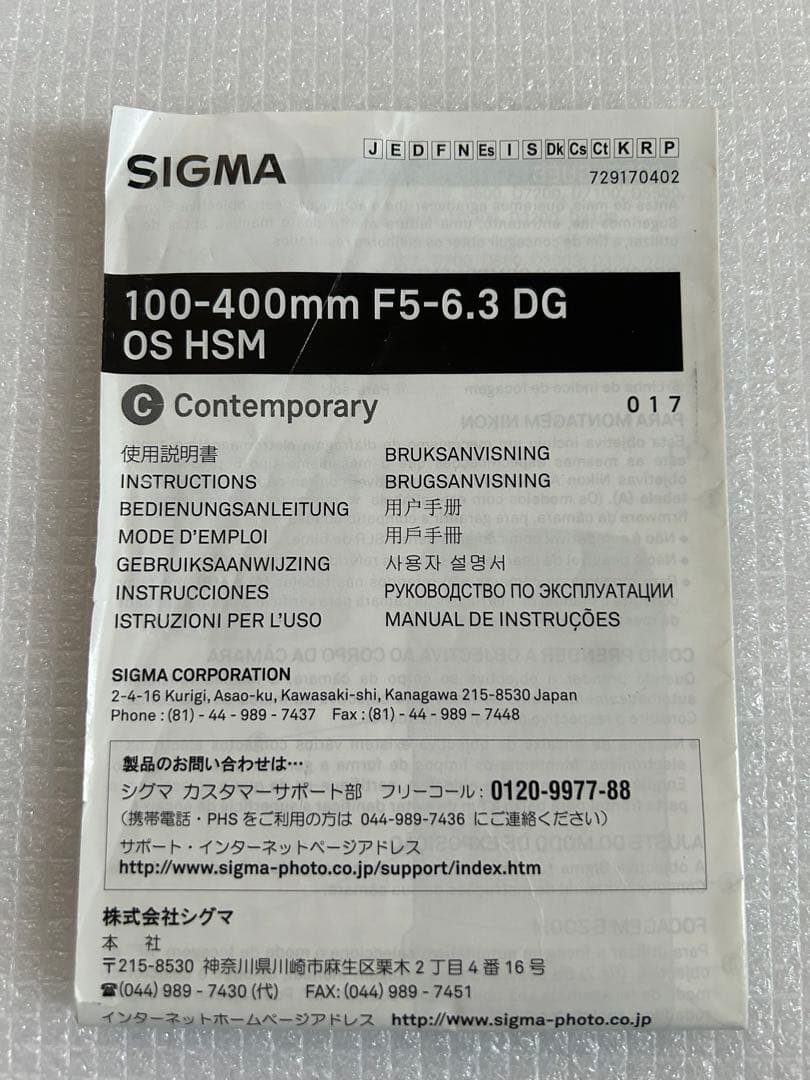 SIGMA
J E D F N Es I S Dk Cs Ct K R P
729170402
100-400mm F5-6.3 DG
OS HSM
C Contemporary
017
使用説明書
INSTRUCTIONS
BEDIENUNGSANLEITUNG
MODE D'EMPLOI
GEBRUIKSAANWIJZING
INSTRUCCIONES
ISTRUZIONI PER L'USO
BRUKSANVISNING
BRUGSANVISNING
用户手册
用戶手冊
사용자 설명서
РУКОВОДСТВО ПО ЭКСПЛУАТАЦИИ
MANUAL DE INSTRUÇÕES
SIGMA CORPORATION
2-4-16 Kurigi, Asao-ku, Kawasaki-shi, Kanagawa 215-8530 Japan
Phone : (81) - 44 - 989 - 7437 Fax : (81) - 44 - 989 – 7448
製品のお問い合わせは…
シグマ カスタマーサポート部 フリーコール : 0120-9977-88
（携帯電話・PHS をご利用の方は 044-989-7436 にご連絡ください）
サポート・インターネットページアドレス
http://www.sigma-photo.co.jp/support/index.htm
株式会社シグマ
本 社
〒215-8530 神奈川県川崎市麻生区栗木 2 丁目 4 番 16 号
☎(044) 989 - 7430 (代) FAX: (044) 989 - 7451
インターネットホームページアドレス http://www.sigma-photo.co.jp